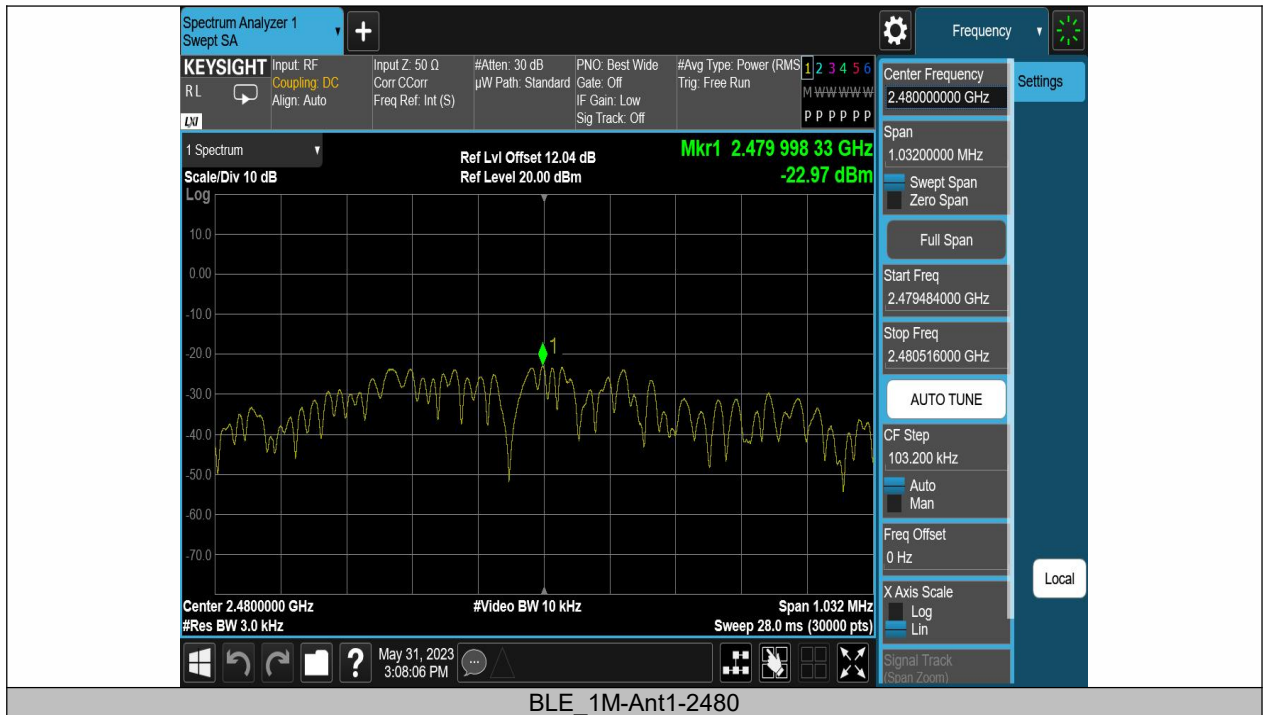 Spectrum Analyzer 1
Swept SA
+
Frequency
KEYSIGHT
RL
LXI
Input: RF
Coupling: DC
Align: Auto
Input Z: 50 Ω
Corr CCorr
Freq Ref: Int (S)
#Atten: 30 dB
µW Path: Standard
PNO: Best Wide
Gate: Off
IF Gain: Low
Sig Track: Off
#Avg Type: Power (RMS
Trig: Free Run
1 2 3 4 5 6
M W W W W W
P P P P P P
1 Spectrum
Scale/Div 10 dB
Log
Ref Lvl Offset 12.04 dB
Ref Level 20.00 dBm
Mkr1 2.479 998 33 GHz
-22.97 dBm
10.0
0.00
-10.0
-20.0
-30.0
-40.0
-50.0
-60.0
-70.0
1
Center 2.4800000 GHz
#Res BW 3.0 kHz
#Video BW 10 kHz
Span 1.032 MHz
Sweep 28.0 ms (30000 pts)
?
May 31, 2023
3:08:06 PM
Center Frequency
2.480000000 GHz
Settings
Span
1.03200000 MHz
Swept Span
Zero Span
Full Span
Start Freq
2.479484000 GHz
Stop Freq
2.480516000 GHz
AUTO TUNE
CF Step
103.200 kHz
Auto
Man
Freq Offset
0 Hz
X Axis Scale
Log
Lin
Local
Signal Track
(Span Zoom)
BLE_1M-Ant1-2480